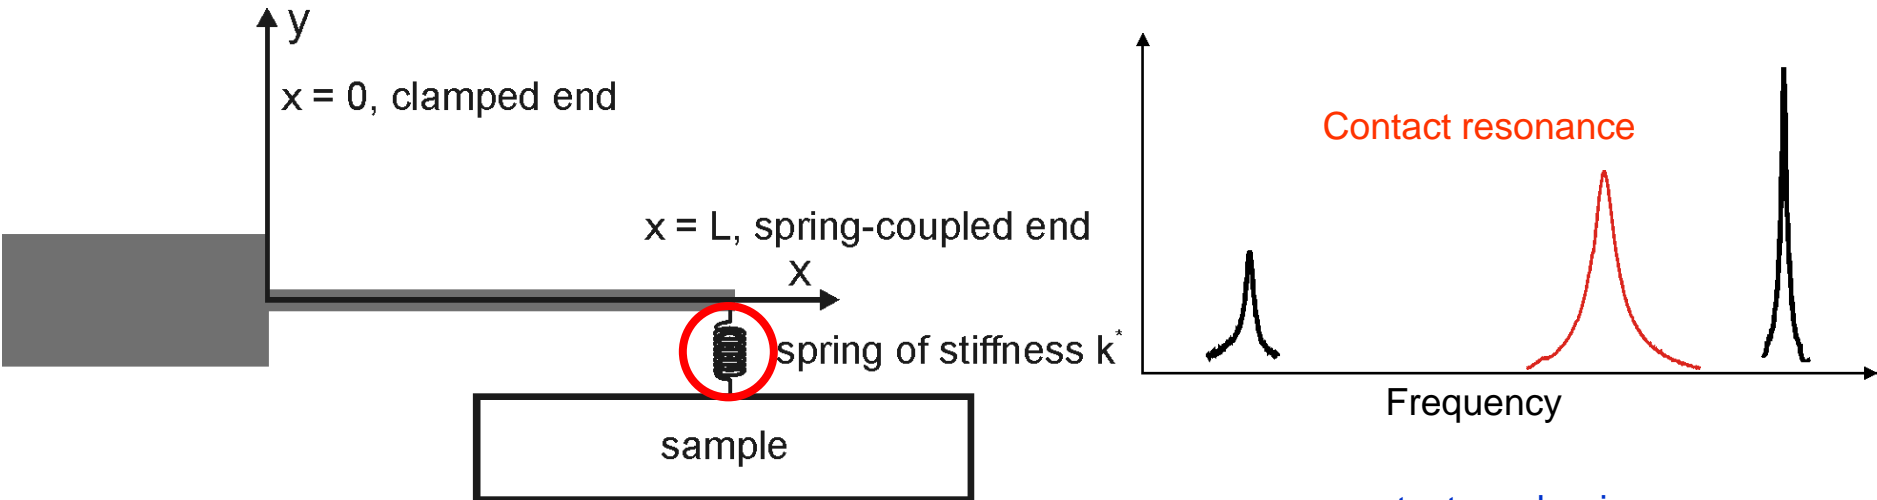 y
x = 0, clamped end
x = L, spring-coupled end
x
spring of stiffness k*
sample
Contact resonance
Frequency